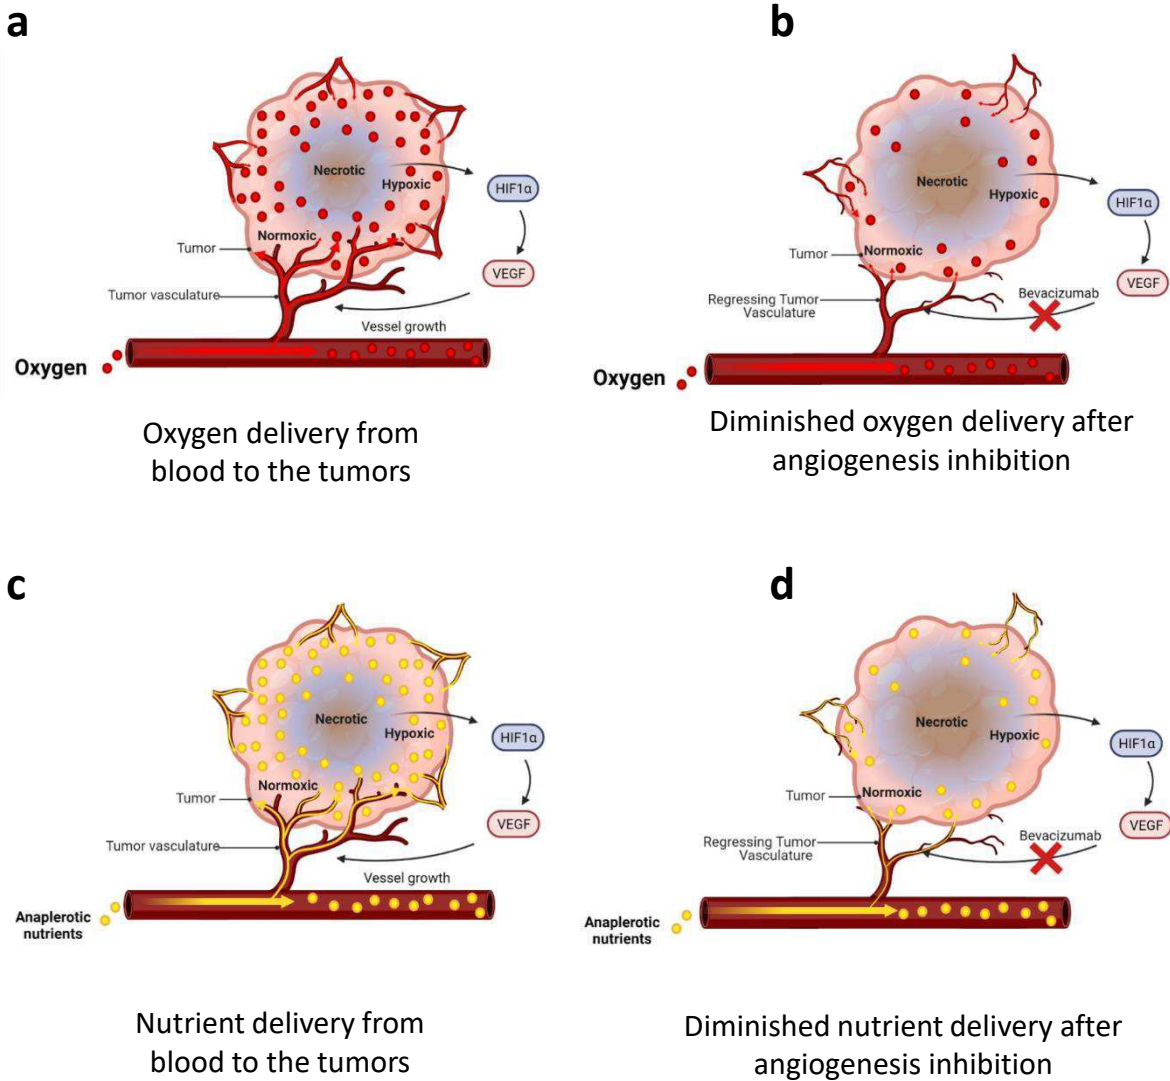 a
Necrotic
Hypoxic
HIF1α
Normoxic
Tumor
VEGF
Tumor vasculature
Vessel growth
Oxygen
Oxygen delivery from
blood to the tumors
b
Necrotic
Hypoxic
HIF1α
Normoxic
Tumor
VEGF
Bevacizumab
Regressing Tumor
Vasculature
Oxygen
Diminished oxygen delivery after
angiogenesis inhibition
c
Necrotic
Hypoxic
HIF1α
Normoxic
Tumor
VEGF
Tumor vasculature
Vessel growth
Anaplerotic
nutrients
Nutrient delivery from
blood to the tumors
d
Necrotic
Hypoxic
HIF1α
Normoxic
Tumor
VEGF
Bevacizumab
Regressing Tumor
Vasculature
Anaplerotic
nutrients
Diminished nutrient delivery after
angiogenesis inhibition